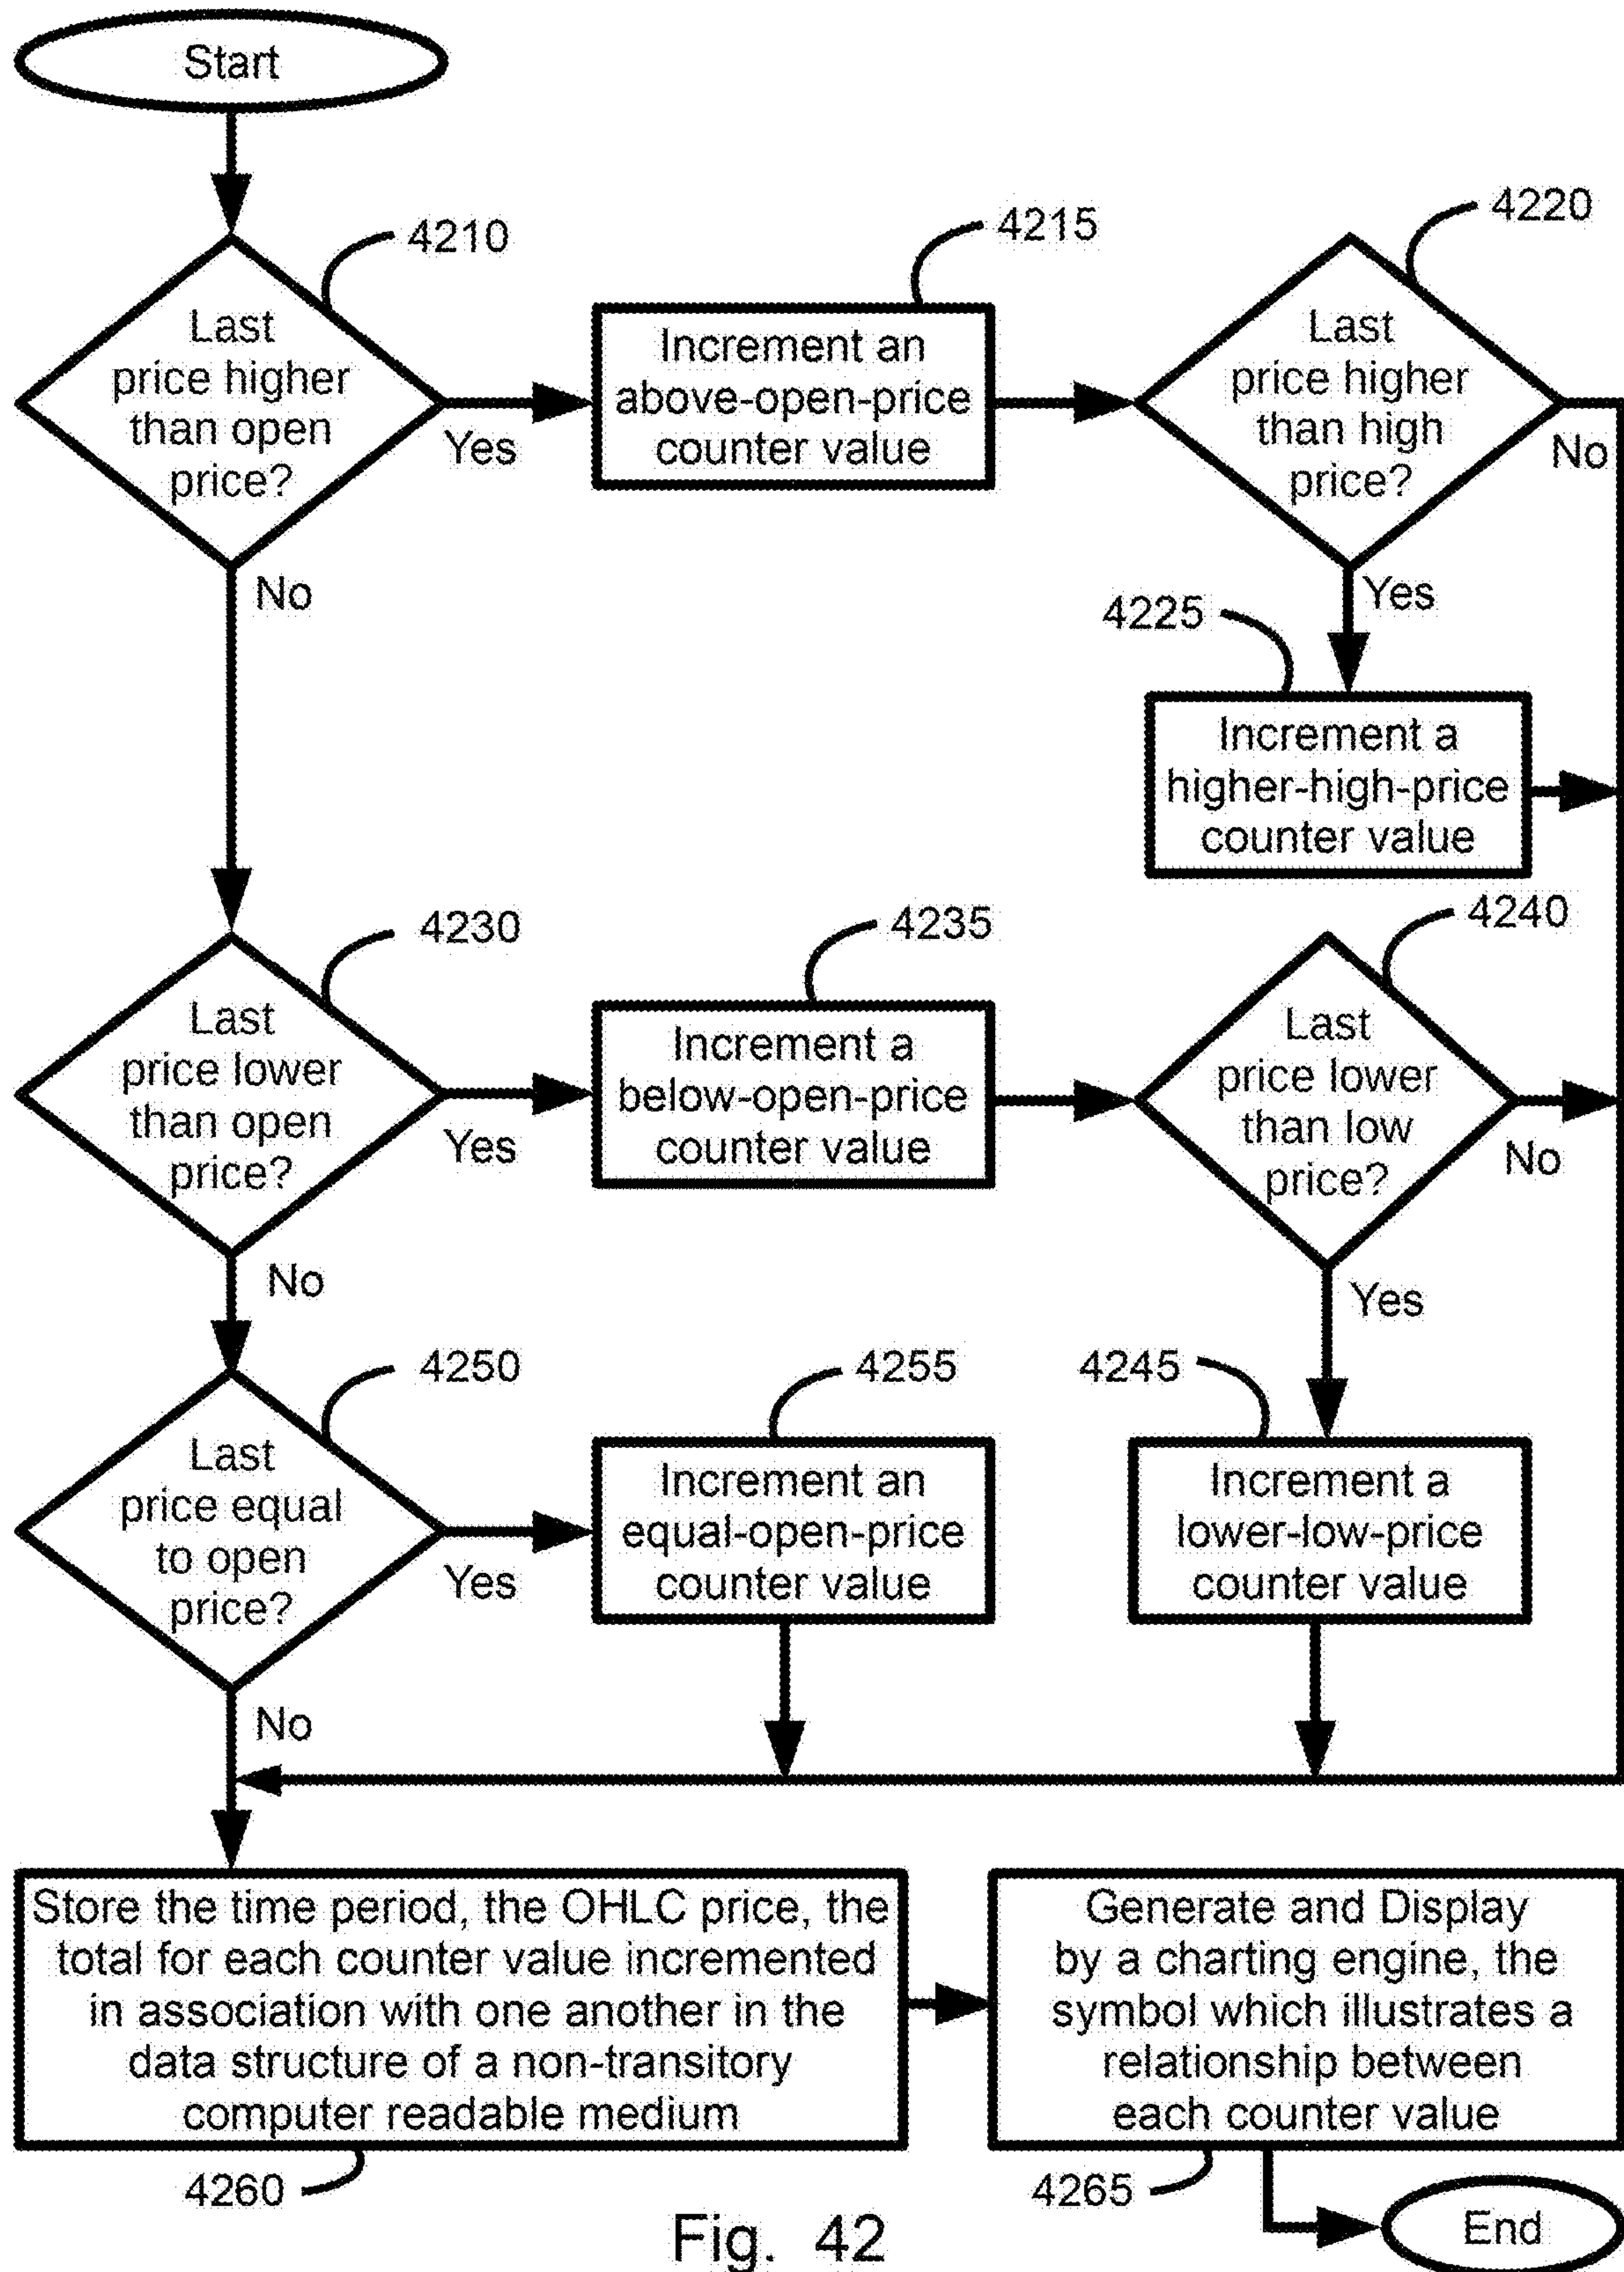 Start
4210
Last
price higher
than open
price?
Yes
No
4215
Increment an
above-open-price
counter value
4220
Last
price higher
than high
price?
No
Yes
4225
Increment a
higher-high-price
counter value
4230
Last
price lower
than open
price?
Yes
No
4235
Increment a
below-open-price
counter value
4240
Last
price lower
than low
price?
No
Yes
4250
Last
price equal
to open
price?
Yes
No
4255
Increment an
equal-open-price
counter value
4245
Increment a
lower-low-price
counter value
Store the time period, the OHLC price, the
total for each counter value incremented
in association with one another in the
data structure of a non-transitory
computer readable medium
4260
Generate and Display
by a charting engine, the
symbol which illustrates a
relationship between
each counter value
4265
End
Fig. 42